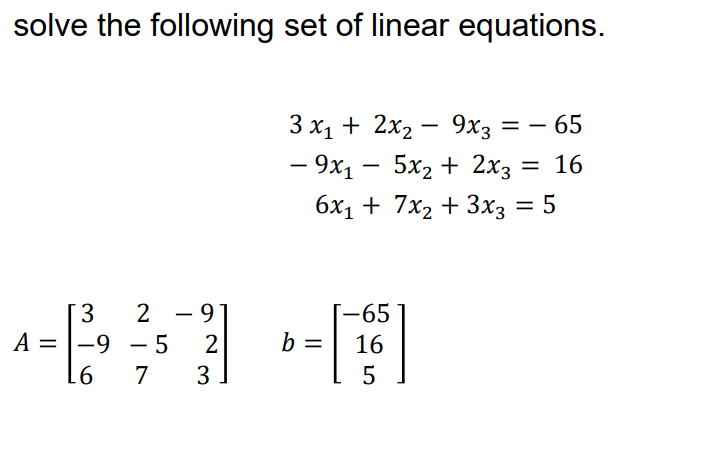 solve the following set of linear equations.
3 x₁ + 2x₂ − 9x₃ = − 65
− 9x₁ − 5x₂ + 2x₃ = 16
6x₁ + 7x₂ + 3x₃ = 5
A = [3 2 − 9; −9 − 5 2; 6 7 3] b = [−65; 16; 5]